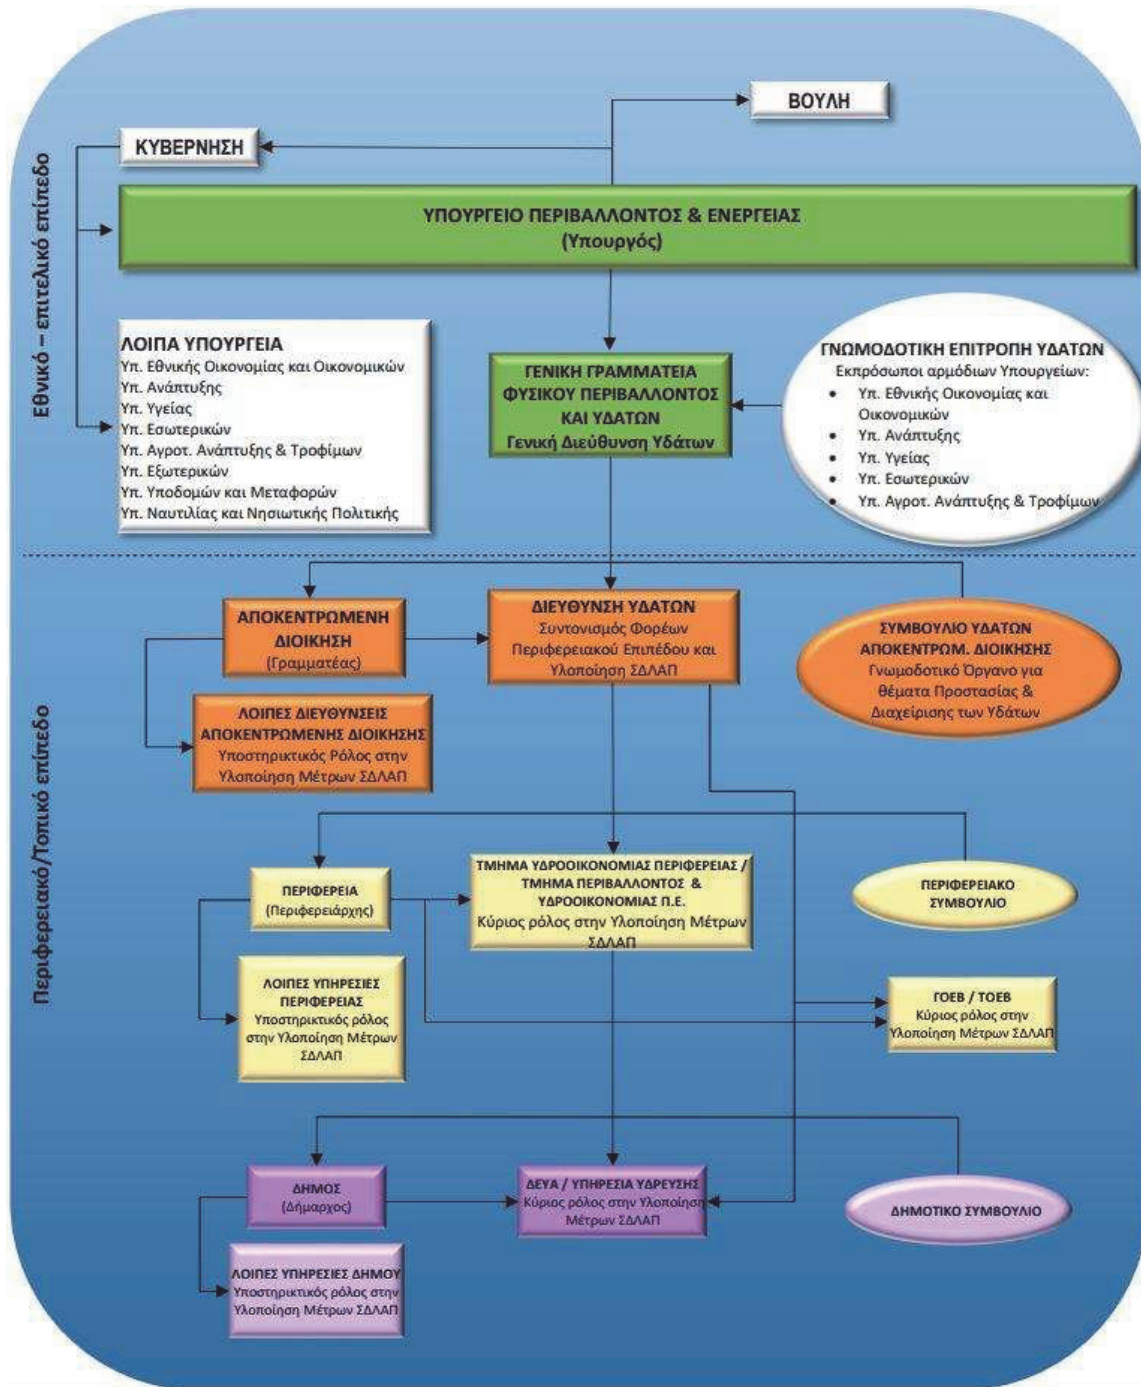 ΒΟΥΛΗ
ΚΥΒΕΡΝΗΣΗ
Εθνικό – επιτελικό επίπεδο
ΥΠΟΥΡΓΕΙΟ ΠΕΡΙΒΑΛΛΟΝΤΟΣ & ΕΝΕΡΓΕΙΑΣ
(Υπουργός)
ΛΟΙΠΑ ΥΠΟΥΡΓΕΙΑ
Υπ. Εθνικής Οικονομίας και Οικονομικών
Υπ. Ανάπτυξης
Υπ. Υγείας
Υπ. Εσωτερικών
Υπ. Αγροτ. Ανάπτυξης & Τροφίμων
Υπ. Εξωτερικών
Υπ. Υποδομών και Μεταφορών
Υπ. Ναυτιλίας και Νησιωτικής Πολιτικής
ΓΕΝΙΚΗ ΓΡΑΜΜΑΤΕΙΑ
ΦΥΣΙΚΟΥ ΠΕΡΙΒΑΛΛΟΝΤΟΣ
ΚΑΙ ΥΔΑΤΩΝ
Γενική Διεύθυνση Υδάτων
ΓΝΩΜΟΔΟΤΙΚΗ ΕΠΙΤΡΟΠΗ ΥΔΑΤΩΝ
Εκπρόσωποι αρμόδιων Υπουργείων:
• Υπ. Εθνικής Οικονομίας και
Οικονομικών
• Υπ. Ανάπτυξης
• Υπ. Υγείας
• Υπ. Εσωτερικών
• Υπ. Αγροτ. Ανάπτυξης & Τροφίμων
Περιφερειακό/Τοπικό επίπεδο
ΑΠΟΚΕΝΤΡΩΜΕΝΗ
ΔΙΟΙΚΗΣΗ
(Γραμματέας)
ΔΙΕΥΘΥΝΣΗ ΥΔΑΤΩΝ
Συντονισμός Φορέων
Περιφερειακού Επιπέδου και
Υλοποίηση ΣΔΛΑΠ
ΣΥΜΒΟΥΛΙΟ ΥΔΑΤΩΝ
ΑΠΟΚΕΝΤΡΩΜ. ΔΙΟΙΚΗΣΗΣ
Γνωμοδοτικό Όργανο για
θέματα Προστασίας &
Διαχείρισης των Υδάτων
ΛΟΙΠΕΣ ΔΙΕΥΘΥΝΣΕΙΣ
ΑΠΟΚΕΝΤΡΩΜΕΝΗΣ ΔΙΟΙΚΗΣΗΣ
Υποστηρικτικός Ρόλος στην
Υλοποίηση Μέτρων ΣΔΛΑΠ
ΠΕΡΙΦΕΡΕΙΑ
(Περιφερειάρχης)
ΤΜΗΜΑ ΥΔΡΟΟΙΚΟΝΟΜΙΑΣ ΠΕΡΙΦΕΡΕΙΑΣ /
ΤΜΗΜΑ ΠΕΡΙΒΑΛΛΟΝΤΟΣ &
ΥΔΡΟΟΙΚΟΝΟΜΙΑΣ Π.Ε.
Κύριος ρόλος στην Υλοποίηση Μέτρων
ΣΔΛΑΠ
ΠΕΡΙΦΕΡΕΙΑΚΟ
ΣΥΜΒΟΥΛΙΟ
ΛΟΙΠΕΣ ΥΠΗΡΕΣΙΕΣ
ΠΕΡΙΦΕΡΕΙΑΣ
Υποστηρικτικός ρόλος
στην Υλοποίηση Μέτρων
ΣΔΛΑΠ
ΓΟΕΒ / ΤΟΕΒ
Κύριος ρόλος στην
Υλοποίηση Μέτρων ΣΔΛΑΠ
ΔΗΜΟΣ
(Δήμαρχος)
ΔΕΥΑ / ΥΠΗΡΕΣΙΑ ΥΔΡΕΥΣΗΣ
Κύριος ρόλος στην Υλοποίηση
Μέτρων ΣΔΛΑΠ
ΔΗΜΟΤΙΚΟ ΣΥΜΒΟΥΛΙΟ
ΛΟΙΠΕΣ ΥΠΗΡΕΣΙΕΣ ΔΗΜΟΥ
Υποστηρικτικός ρόλος στην
Υλοποίηση Μέτρων ΣΔΛΑΠ